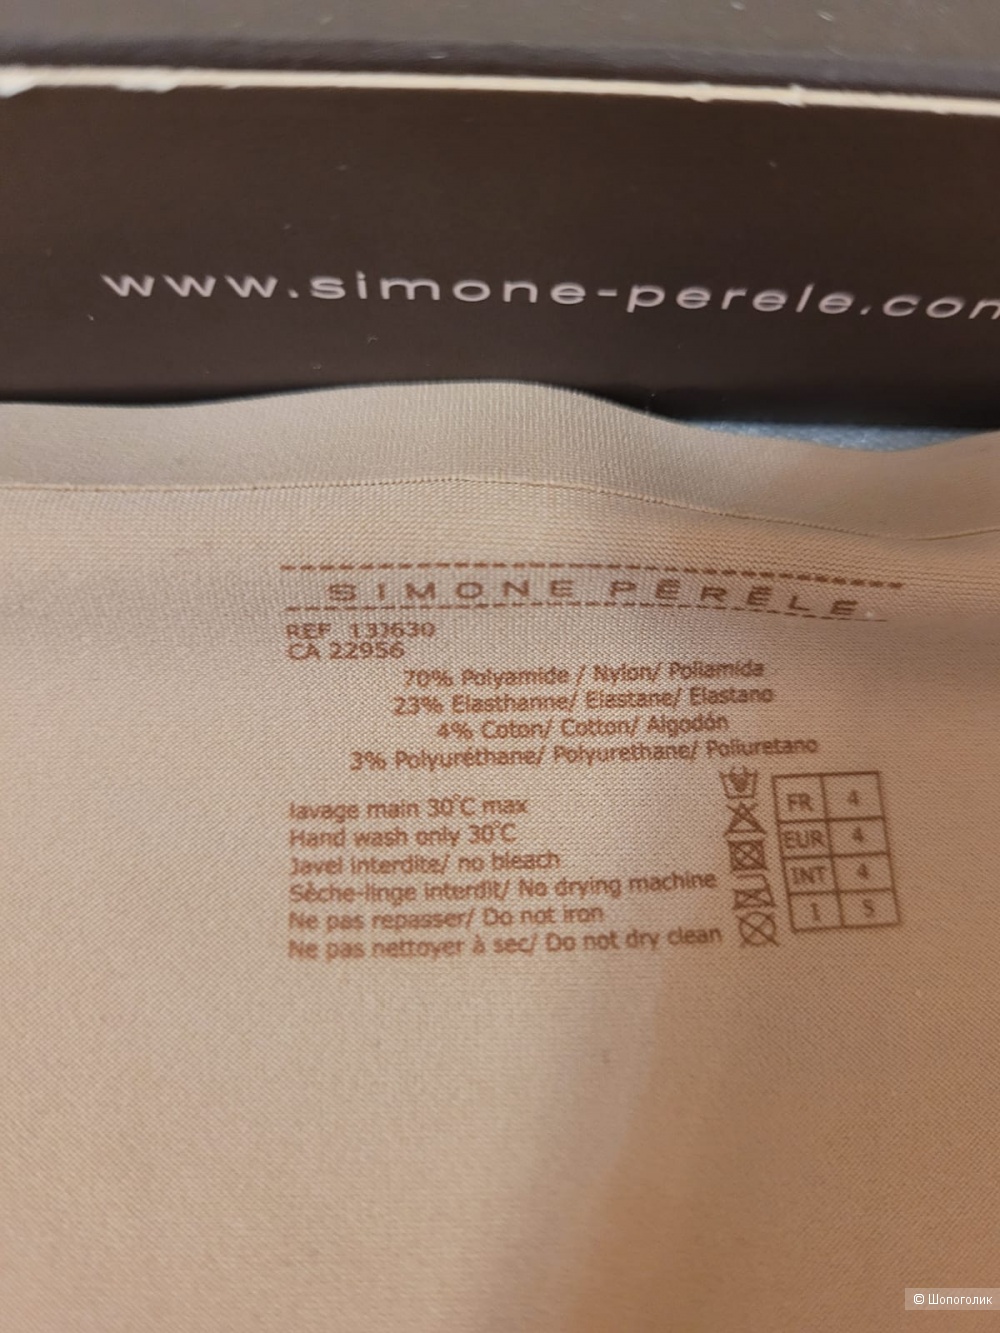 www.simone-perele.com
SIMONE PÉRÈLE
REF. 13J630
CA 22956
70% Polyamide / Nylon/ Poliamida
23% Elasthanne/ Elastane/ Elastano
4% Coton/ Cotton/ Algodón
3% Polyuréthane/ Polyurethane/ Poliuretano
lavage main 30°C max
Hand wash only 30°C
Javel interdite/ no bleach
Sèche-linge interdit/ No drying machine
Ne pas repasser/ Do not iron
Ne pas nettoyer à sec/ Do not dry clean
FR 4
EUR 4
INT 4
I 5
© Шопоголик